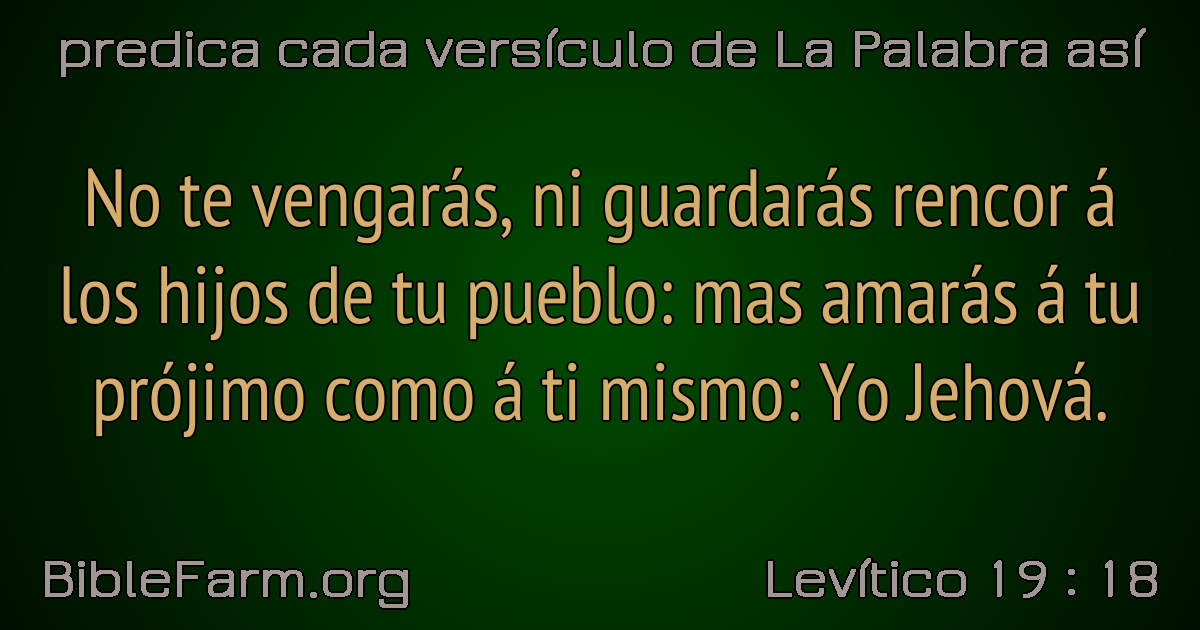 predica cada versículo de La Palabra así
No te vengarás, ni guardarás rencor á
los hijos de tu pueblo: mas amarás á tu
prójimo como á ti mismo: Yo Jehová.
BibleFarm.org
Levítico 19 : 18